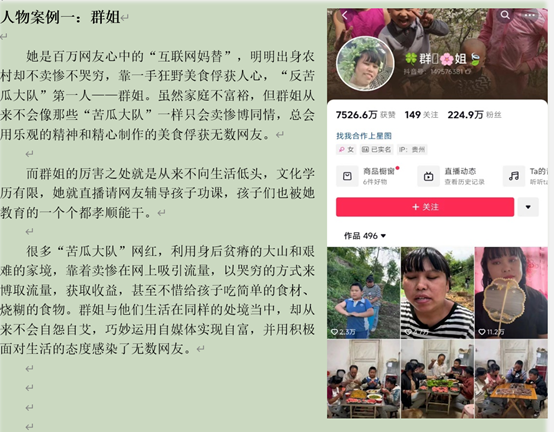 人物案例一：群姐
她是百万网友心中的“互联网妈替”，明明出身农
村却不卖惨不哭穷，靠一手狂野美食俘获人心，“反苦
瓜大队”第一人——群姐。虽然家庭不富裕，但群姐从
来不会像那些“苦瓜大队”一样只会卖惨博同情，总会
用乐观的精神和精心制作的美食俘获无数网友。
而群姐的厉害之处就是从来不向生活低头，文化学
历有限，她就直播请网友辅导孩子功课，孩子们也被她
教育的一个个都孝顺能干。
很多“苦瓜大队”网红，利用身后贫瘠的大山和艰
难的家境，靠着卖惨在网上吸引流量，以哭穷的方式来
博取流量，获取收益，甚至不惜给孩子吃简单的食材、
烧糊的食物。群姐与他们生活在同样的处境当中，却从
来不会自怨自艾，巧妙运用自媒体实现自富，并用积极
面对生活的态度感染了无数网友。
群 姐
抖音号：149576381
7526.6万 获赞 149 关注 224.9万 粉丝
找我合作上星图
女 已实名 IP：贵州
商品橱窗
6件好物
直播动态
查看历史记录
Ta的音
+ 关注
作品 496
2.3万
11.2万